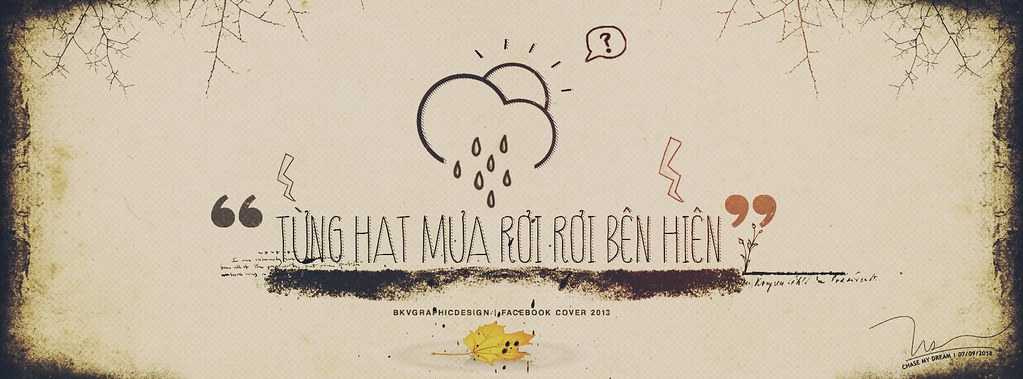 ?
“ TỪNG HẠT MƯA RƠI RƠI BÊN HIÊN ”
BKVGRAPHICDESIGN | FACEBOOK COVER 2013
CHASE MY DREAM | 07/09/2013